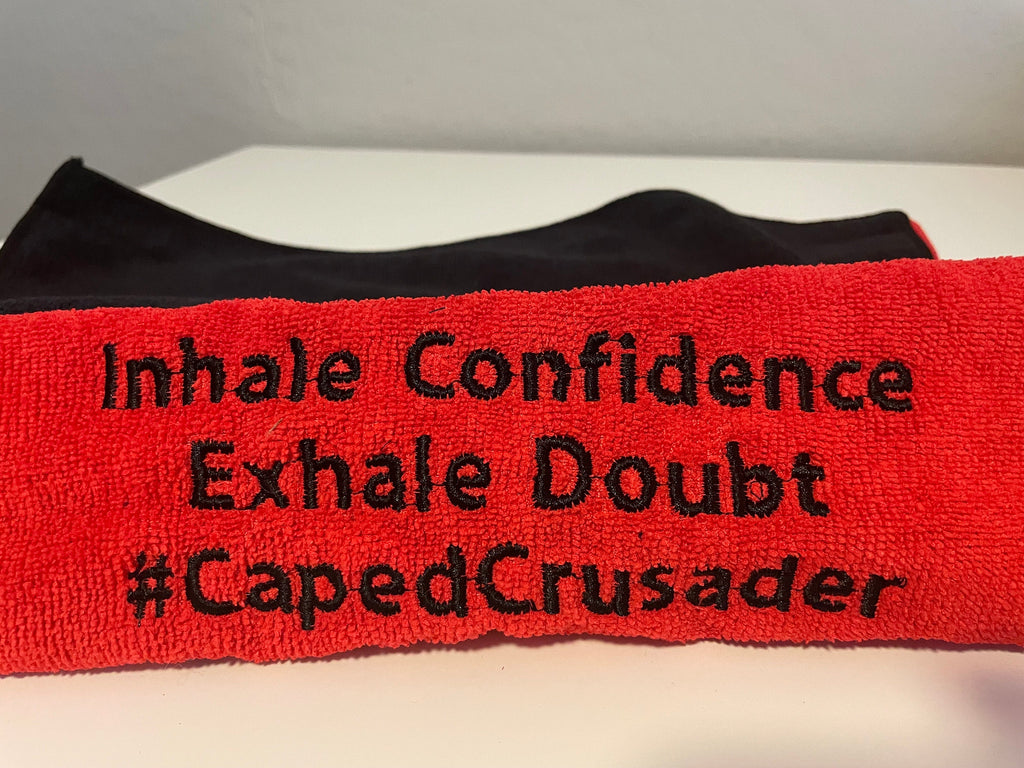 Inhale Confidence
Exhale Doubt
#CapedCrusader